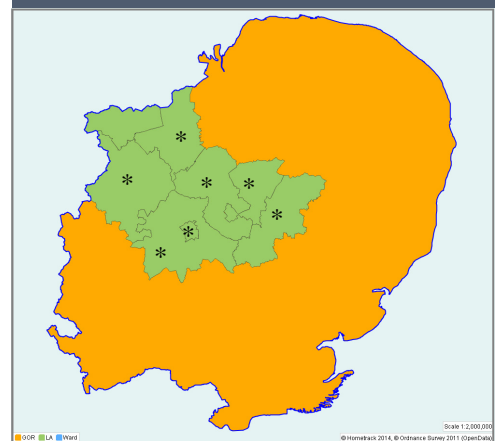 * * * * * * *
Scale 1:2,000,000
GOR LA Ward
© Hometrack 2014, © Ordnance Survey 2011 (OpenData)